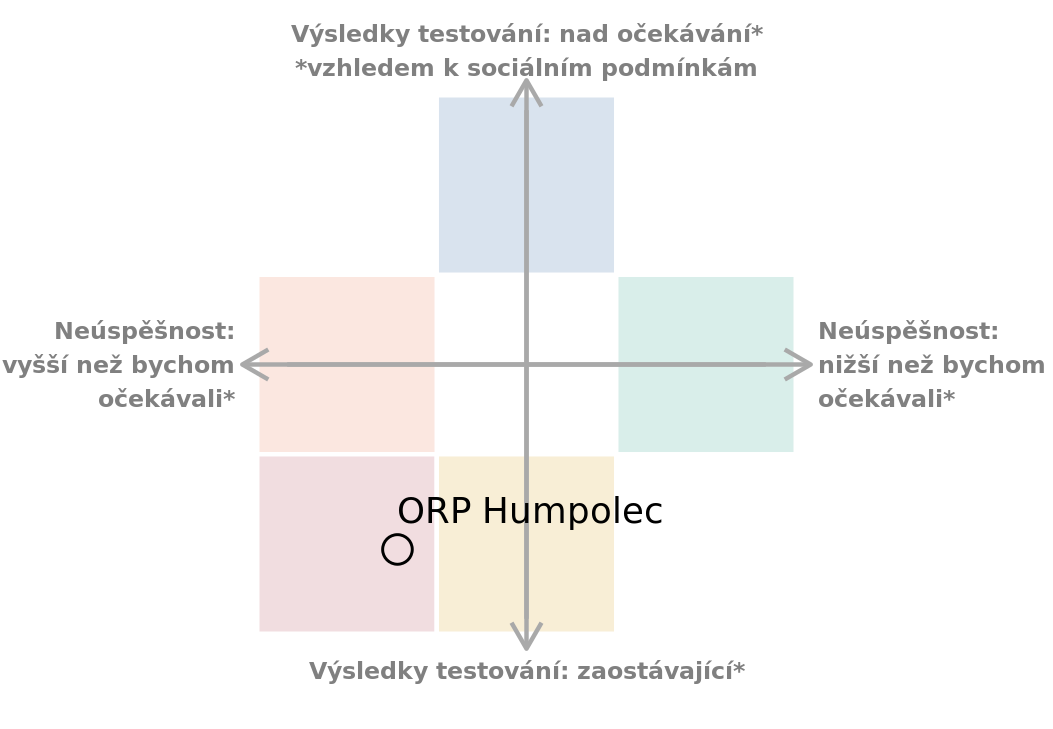 Výsledky testování: nad očekávání*
*vzhledem k sociálním podmínkám
Neúspěšnost:
vyšší než bychom
očekávali*
Neúspěšnost:
nižší než bychom
očekávali*
ORP Humpolec
Výsledky testování: zaostávající*